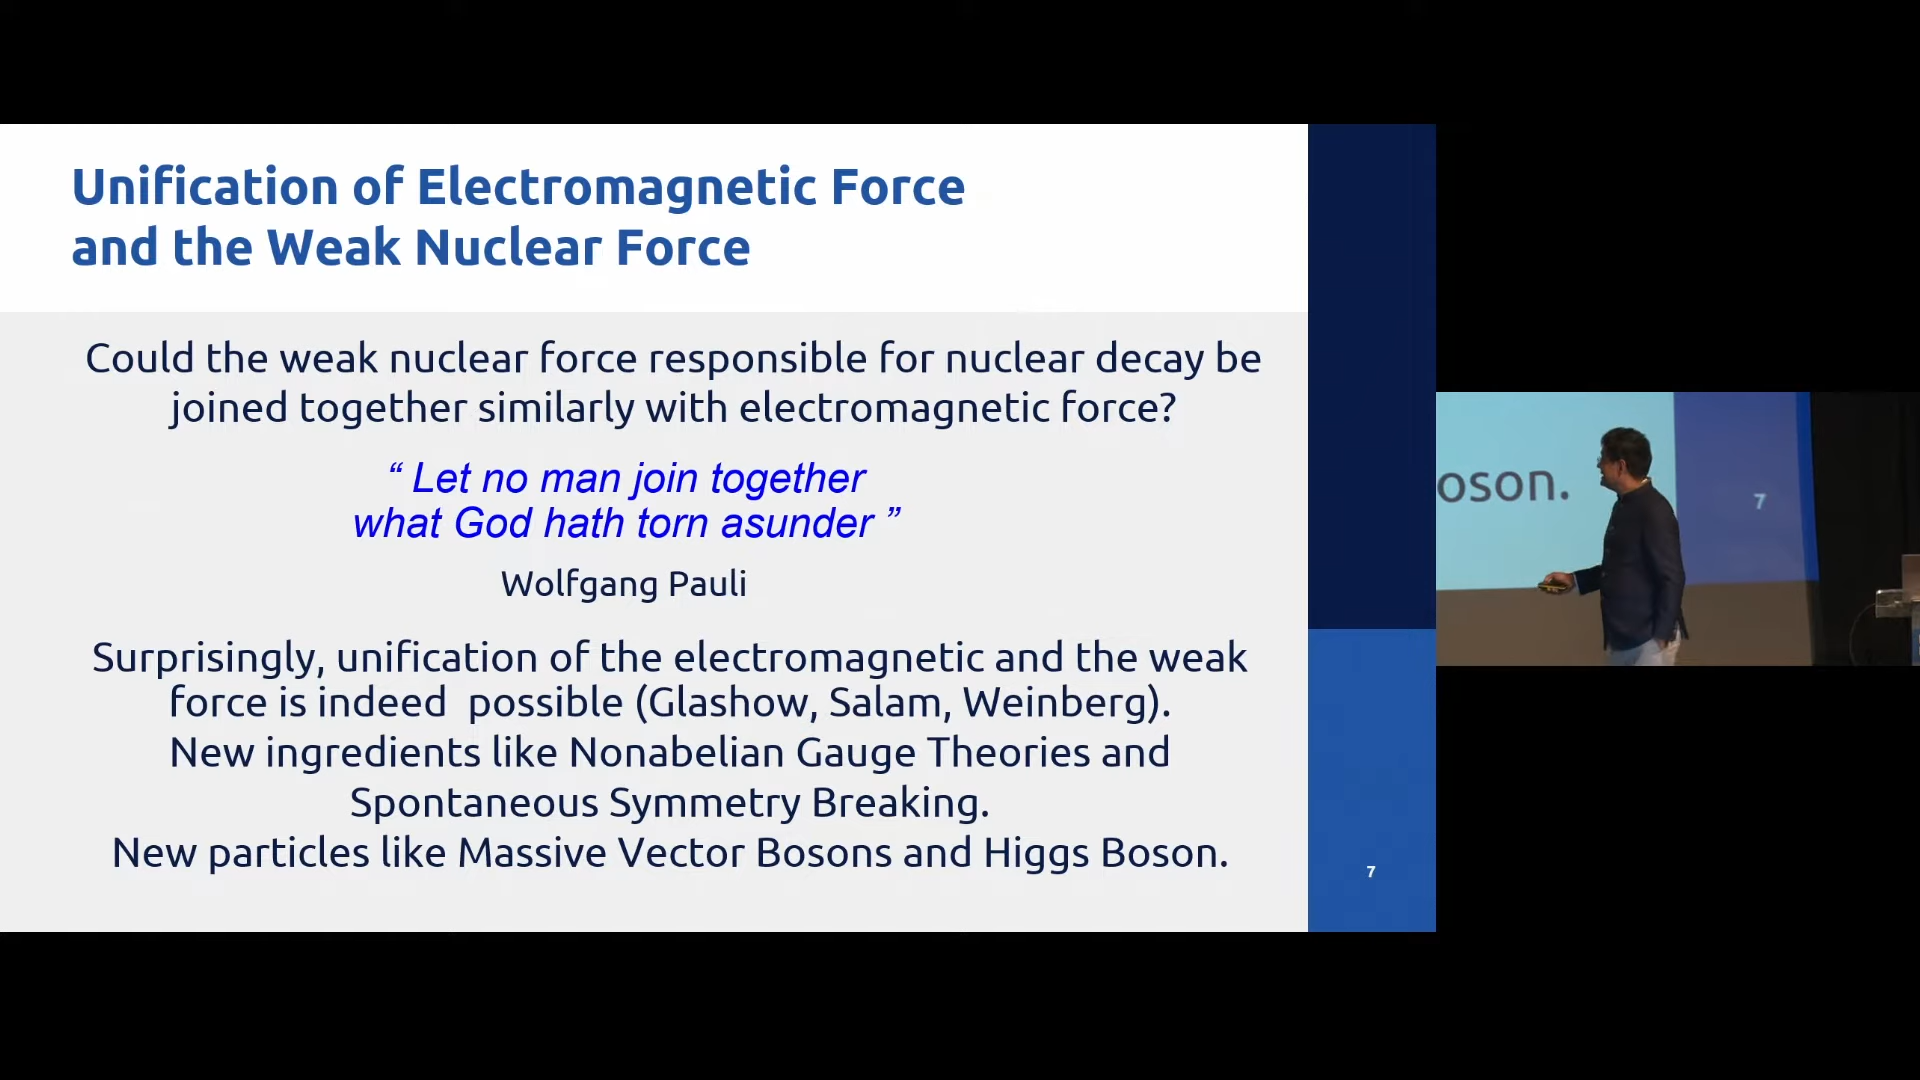 Unification of Electromagnetic Force
and the Weak Nuclear Force
Could the weak nuclear force responsible for nuclear decay be
joined together similarly with electromagnetic force?
“ Let no man join together
what God hath torn asunder ”
Wolfgang Pauli
Surprisingly, unification of the electromagnetic and the weak
force is indeed possible (Glashow, Salam, Weinberg).
New ingredients like Nonabelian Gauge Theories and
Spontaneous Symmetry Breaking.
New particles like Massive Vector Bosons and Higgs Boson.
7
oson.
7